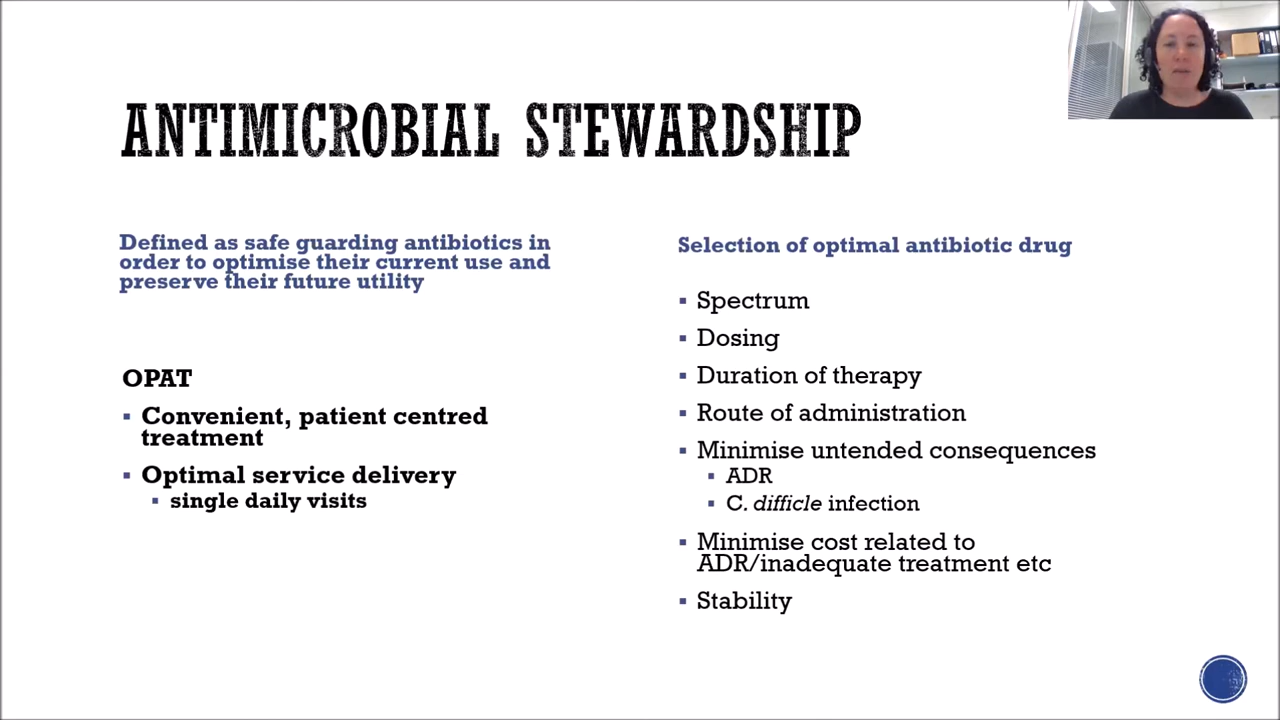 ANTIMICROBIAL STEWARDSHIP
Defined as safe guarding antibiotics in
order to optimise their current use and
preserve their future utility
OPAT
▪ Convenient, patient centred
treatment
▪ Optimal service delivery
▪ single daily visits
Selection of optimal antibiotic drug
▪ Spectrum
▪ Dosing
▪ Duration of therapy
▪ Route of administration
▪ Minimise untended consequences
▪ ADR
▪ C. difficle infection
▪ Minimise cost related to
ADR/inadequate treatment etc
▪ Stability